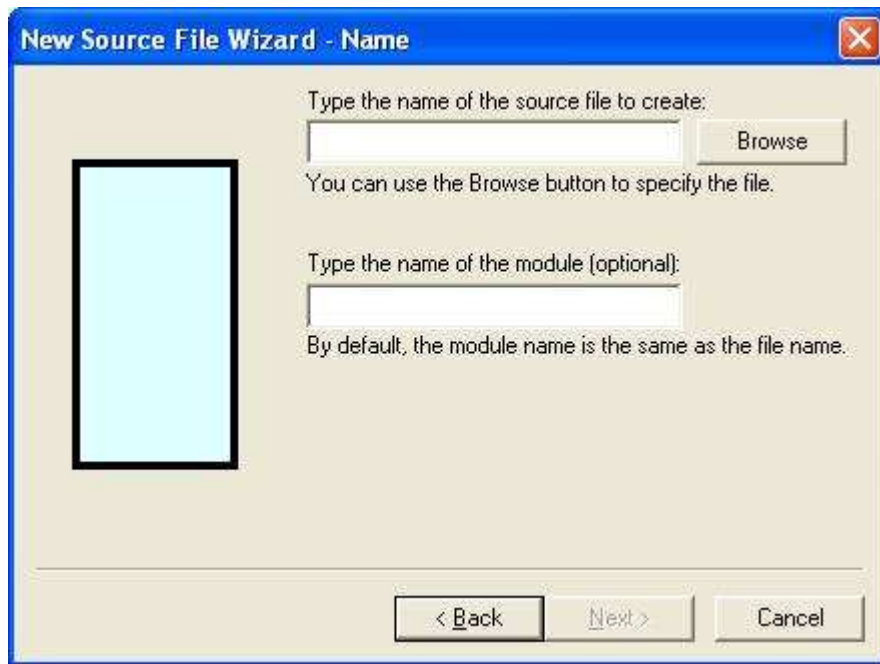 New Source File Wizard - Name
Type the name of the source file to create:
Browse
You can use the Browse button to specify the file.
Type the name of the module (optional):
By default, the module name is the same as the file name.
< Back
Next >
Cancel